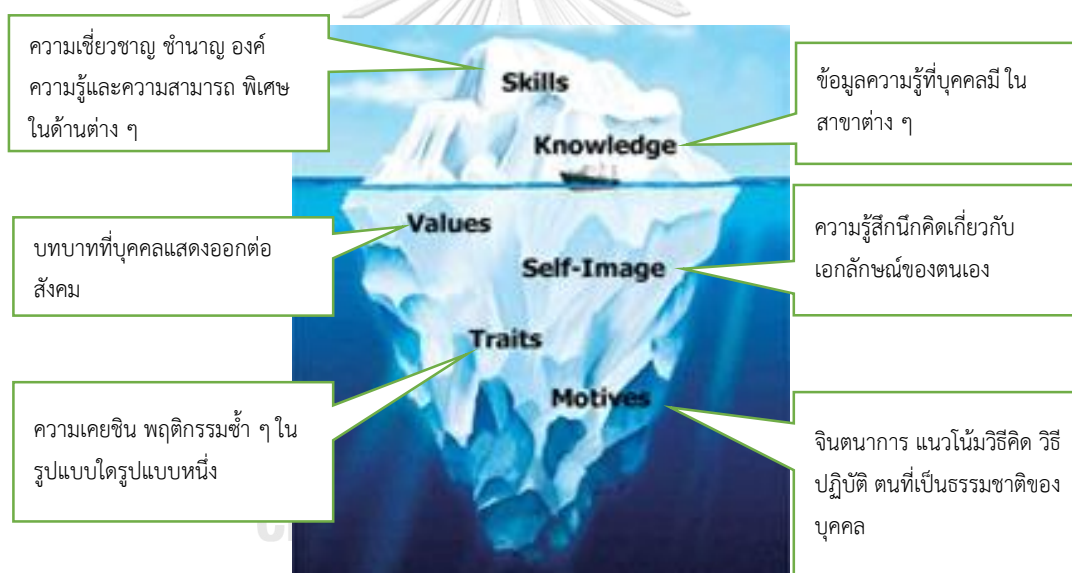 ความเชี่ยวชาญ ชำนาญ องค์
ความรู้และความสามารถ พิเศษ
ในด้านต่าง ๆ
Skills
ข้อมูลความรู้ที่บุคคลมี ใน
สาขาต่าง ๆ
Knowledge
บทบาทที่บุคคลแสดงออกต่อ
สังคม
Values
ความรู้สึกนึกคิดเกี่ยวกับ
เอกลักษณ์ของตนเอง
Self-Image
Traits
ความเคยชิน พฤติกรรมซ้ำ ๆ ใน
รูปแบบใดรูปแบบหนึ่ง
Motives
จินตนาการ แนวโน้มวิธีคิด วิธี
ปฏิบัติ ตนที่เป็นธรรมชาติของ
บุคคล